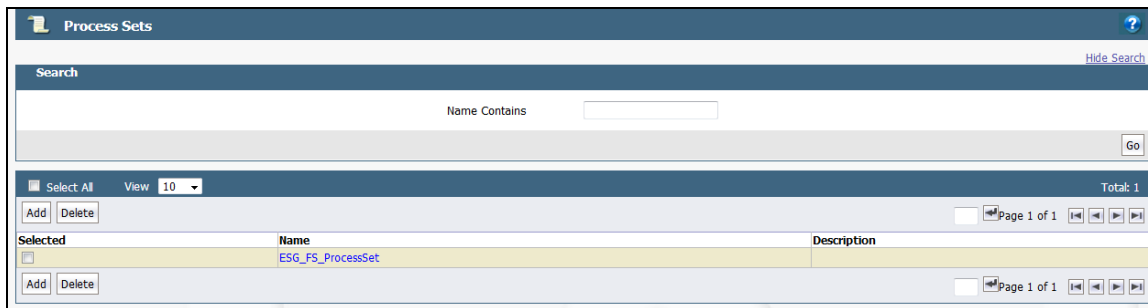 Process Sets
Hide Search
Search
Name Contains
Go
Select All View 10 Total: 1
Add Delete Page 1 of 1
Selected Name Description
ESG_FS_ProcessSet
Add Delete Page 1 of 1